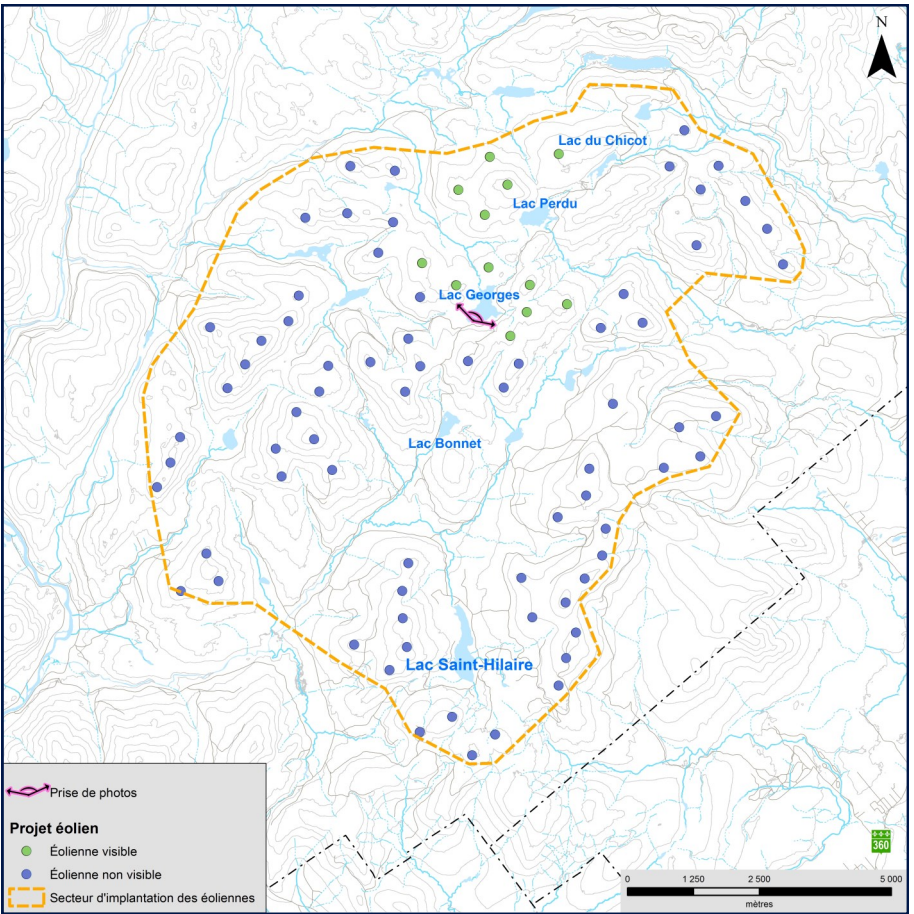 N
Lac du Chicot
Lac Perdu
Lac Georges
Lac Bonnet
Lac Saint-Hilaire
Prise de photos
Projet éolien
Éolienne visible
Éolienne non visible
Secteur d'implantation des éoliennes
360
0 1 250 2 500 5 000
mètres